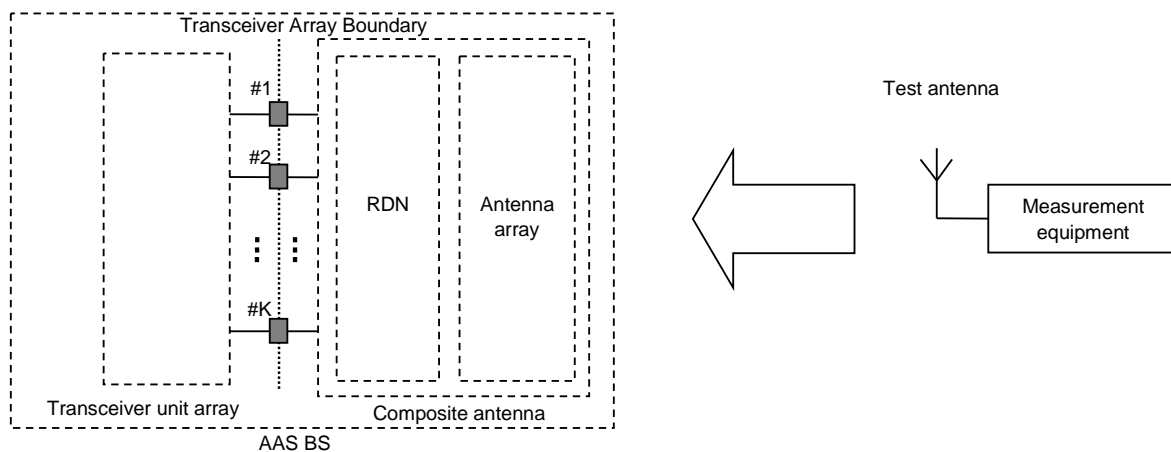 Transceiver Array Boundary
#1
#2
#K
RDN
Antenna
array
Transceiver unit array
Composite antenna
AAS BS
Test antenna
Measurement
equipment